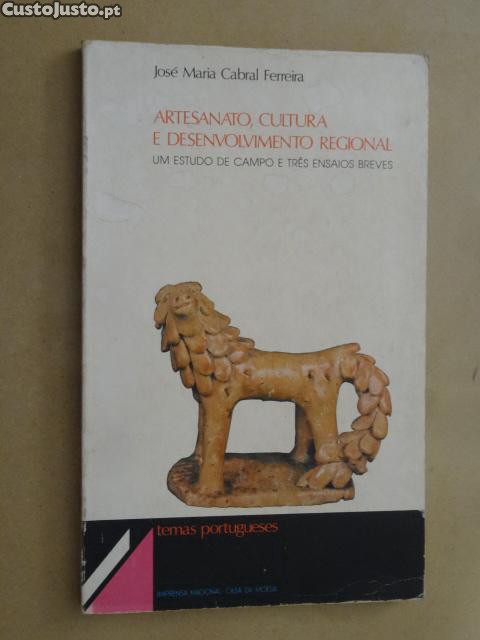 CustoJusto.pt
José Maria Cabral Ferreira
ARTESANATO, CULTURA
E DESENVOLVIMENTO REGIONAL
UM ESTUDO DE CAMPO E TRÊS ENSAIOS BREVES
temas portugueses
IMPRENSA NACIONAL - CASA DA MOEDA